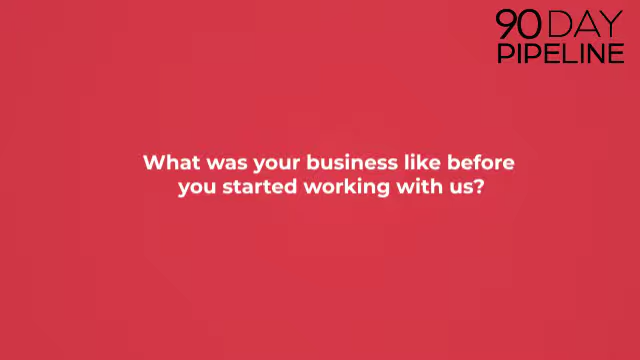 90 DAY
PIPELINE
What was your business like before
you started working with us?